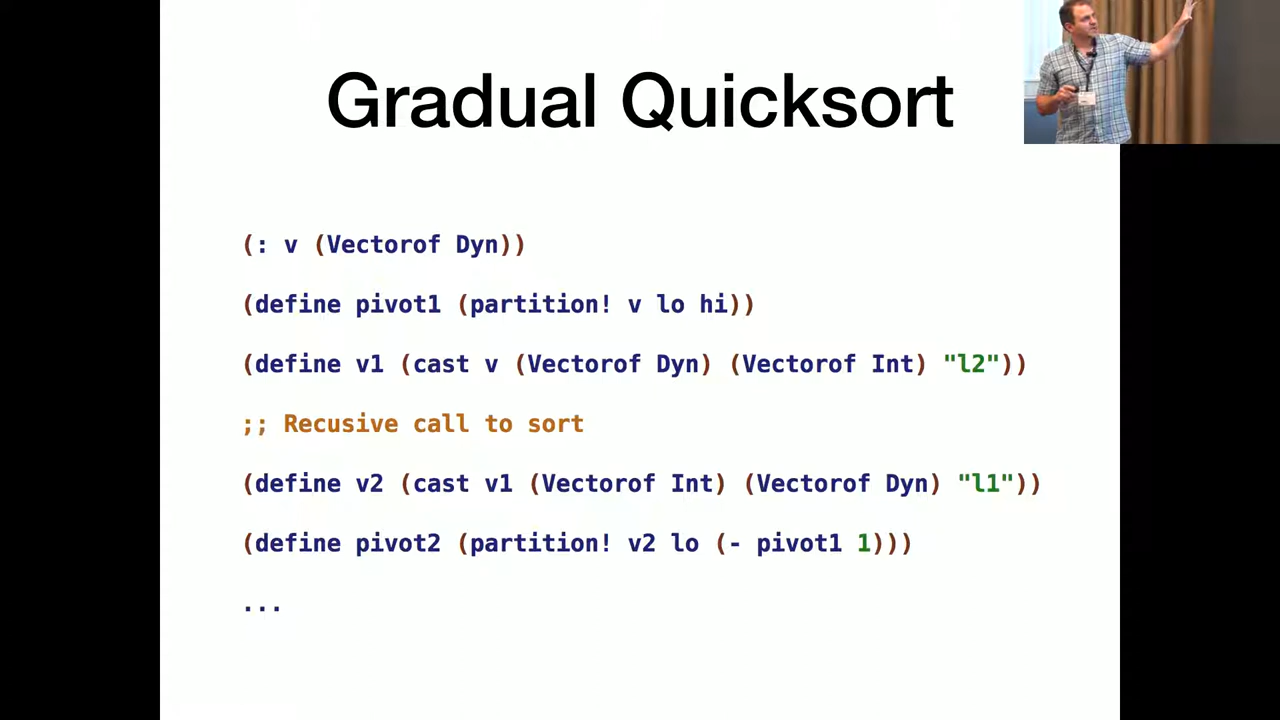 Gradual Quicksort
(: v (Vectorof Dyn))
(define pivot1 (partition! v lo hi))
(define v1 (cast v (Vectorof Dyn) (Vectorof Int) "l2"))
;; Recusive call to sort
(define v2 (cast v1 (Vectorof Int) (Vectorof Dyn) "l1"))
(define pivot2 (partition! v2 lo (- pivot1 1)))
...